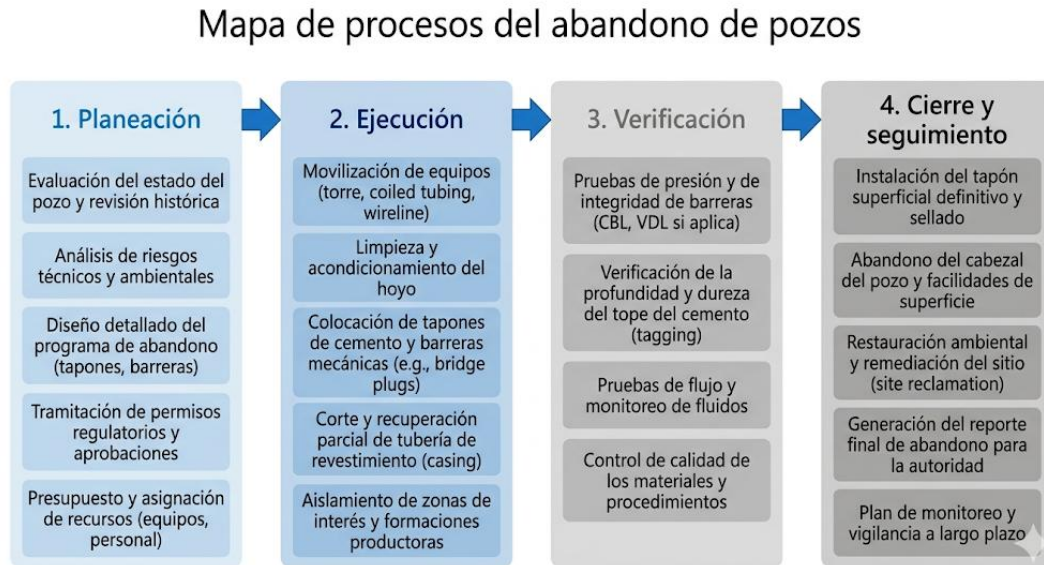 Mapa de procesos del abandono de pozos
1. Planeación
Evaluación del estado del
pozo y revisión histórica
Análisis de riesgos
técnicos y ambientales
Diseño detallado del
programa de abandono
(tapones, barreras)
Tramitación de permisos
regulatorios y
aprobaciones
Presupuesto y asignación
de recursos (equipos,
personal)
2. Ejecución
Movilización de equipos
(torre, coiled tubing,
wireline)
Limpieza y
acondicionamiento del
hoyo
Colocación de tapones
de cemento y barreras
mecánicas (e.g., bridge
plugs)
Corte y recuperación
parcial de tubería de
revestimiento (casing)
Aislamiento de zonas de
interés y formaciones
productoras
3. Verificación
Pruebas de presión y de
integridad de barreras
(CBL, VDL si aplica)
Verificación de la
profundidad y dureza
del tope del cemento
(tagging)
Pruebas de flujo y
monitoreo de fluidos
Control de calidad de
los materiales y
procedimientos
4. Cierre y
seguimiento
Instalación del tapón
superficial definitivo y
sellado
Abandono del cabezal
del pozo y facilidades de
superficie
Restauración ambiental
y remediación del sitio
(site reclamation)
Generación del reporte
final de abandono para
la autoridad
Plan de monitoreo y
vigilancia a largo plazo